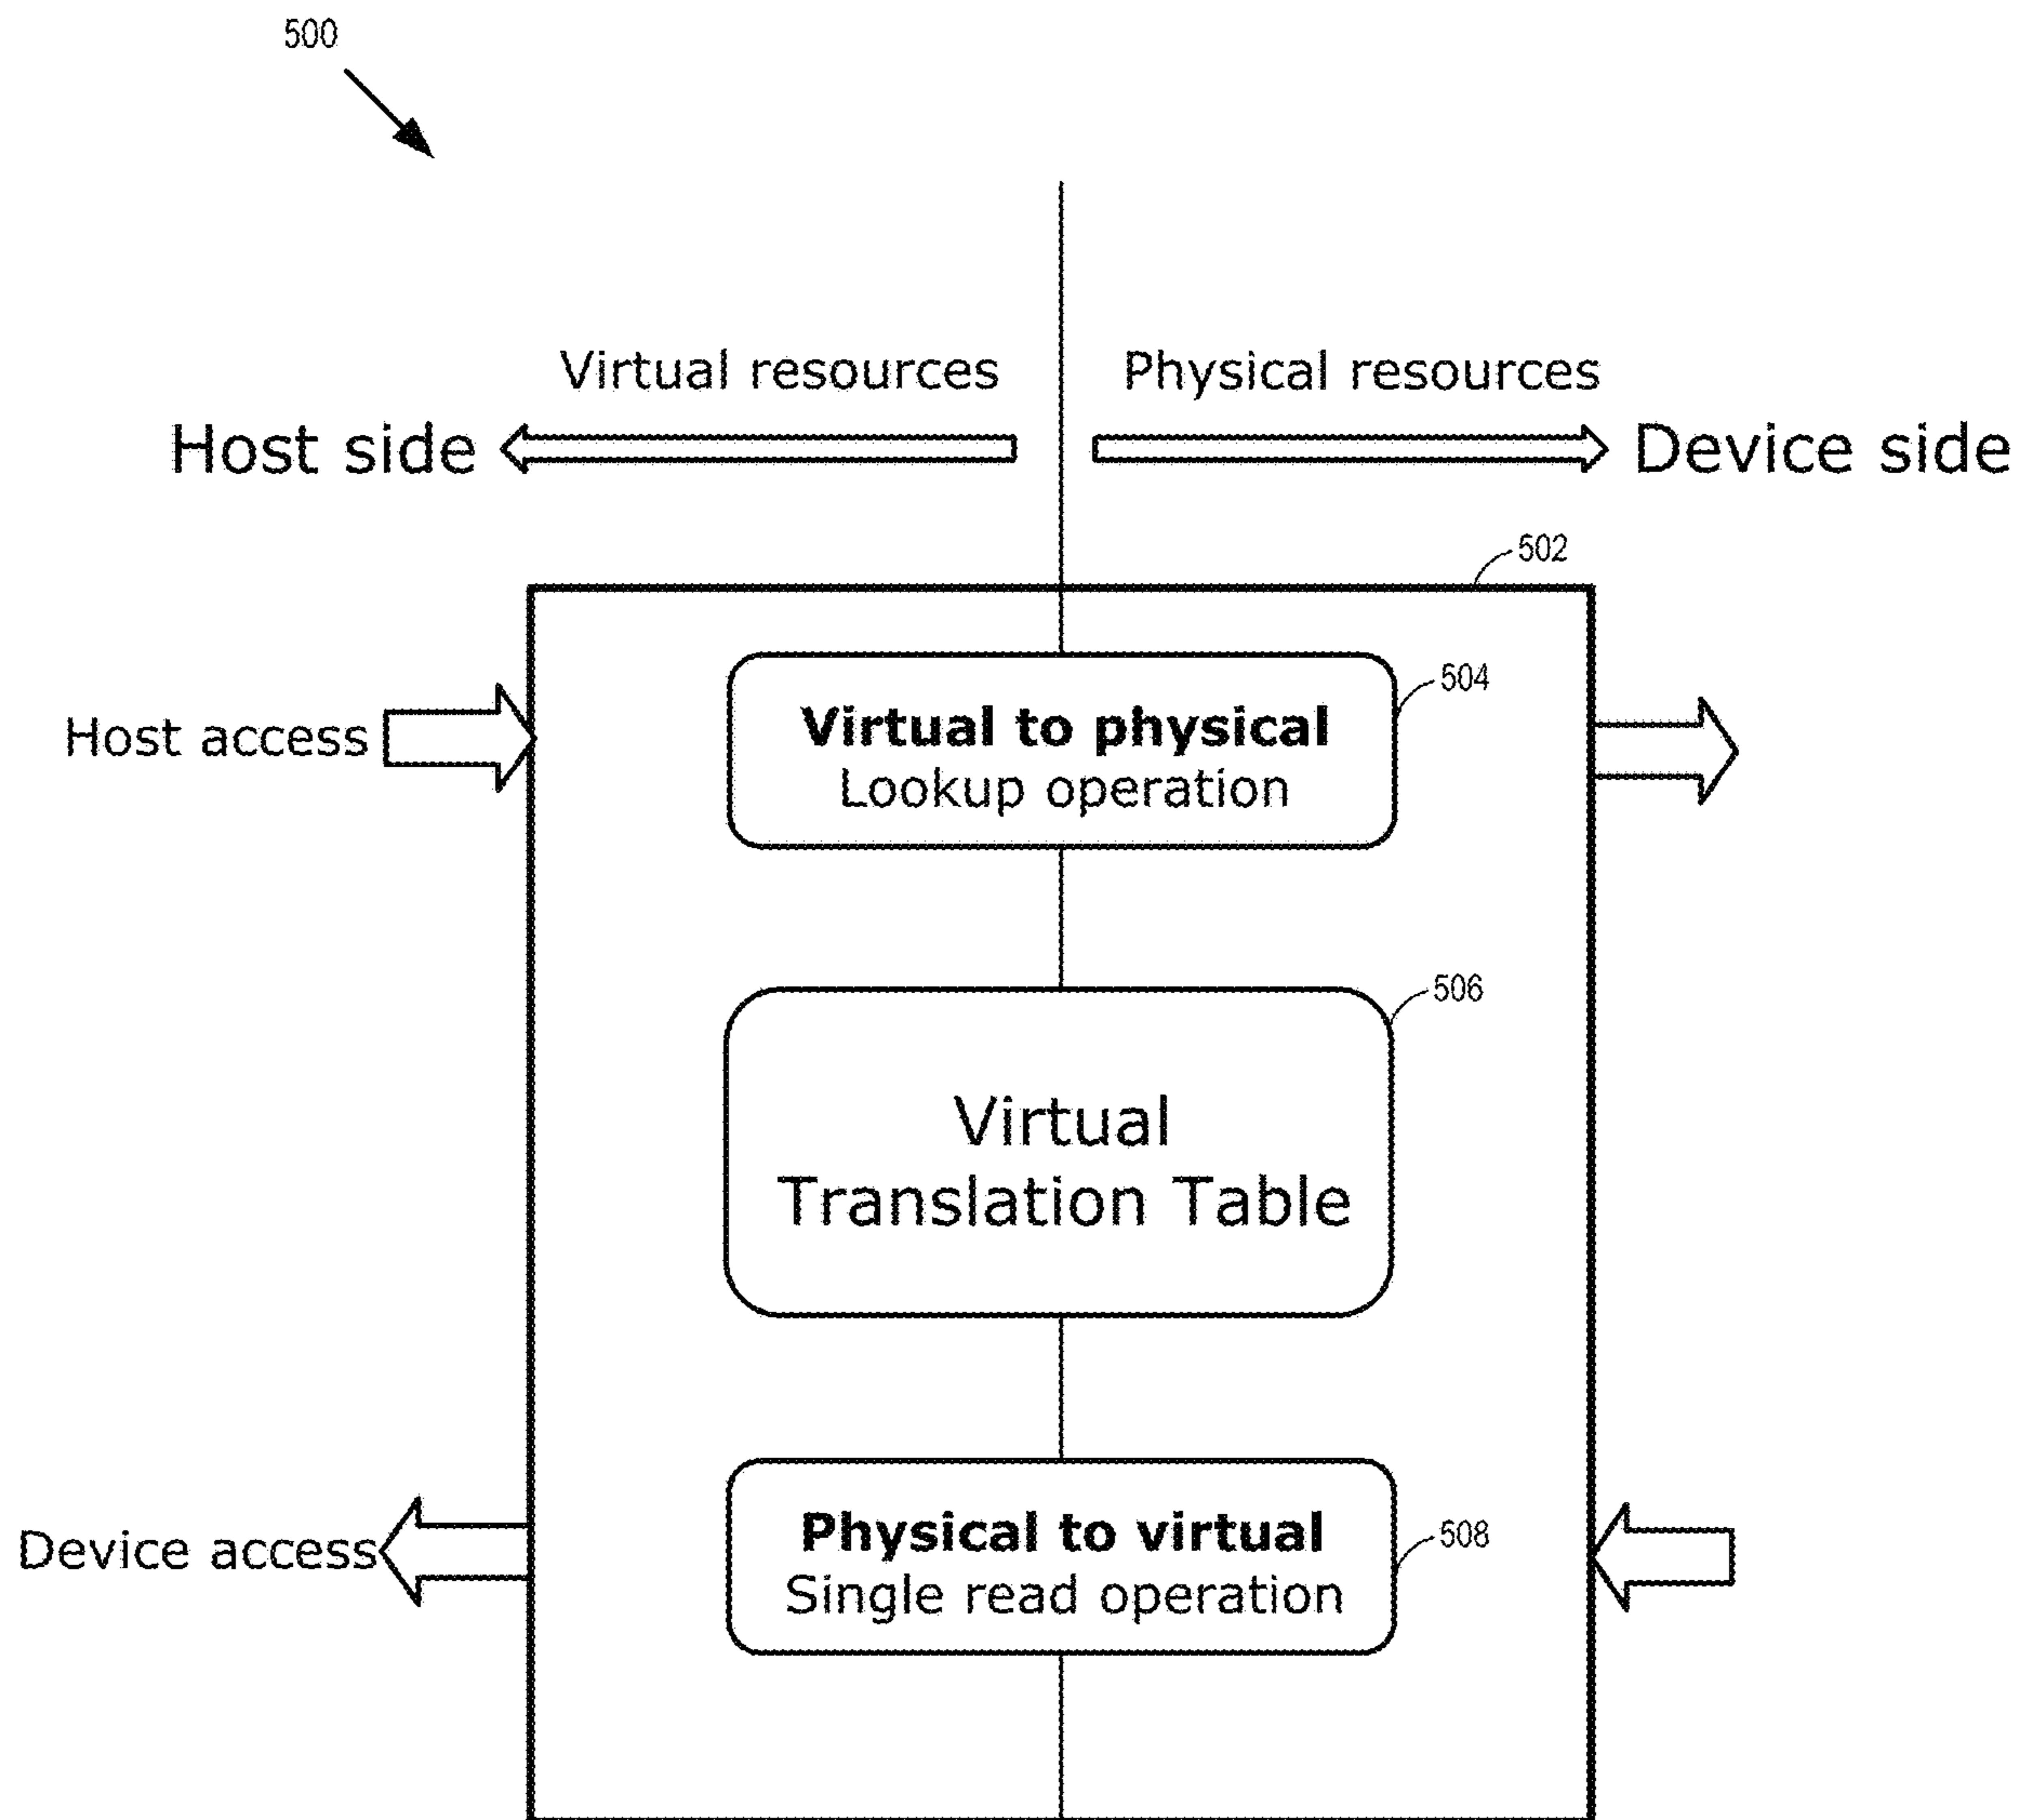 500
Virtual resources
Physical resources
Host side
Device side
502
504
Host access
Virtual to physical
Lookup operation
506
Virtual
Translation Table
Device access
Physical to virtual
Single read operation
508